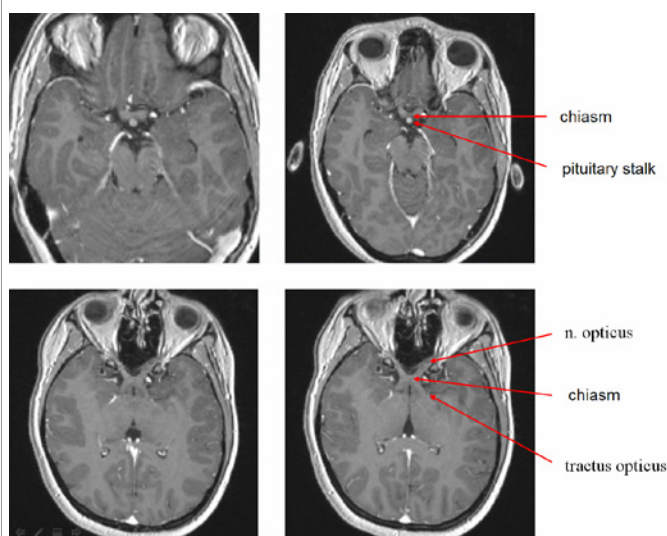 chiasm
pituitary stalk
n. opticus
chiasm
tractus opticus